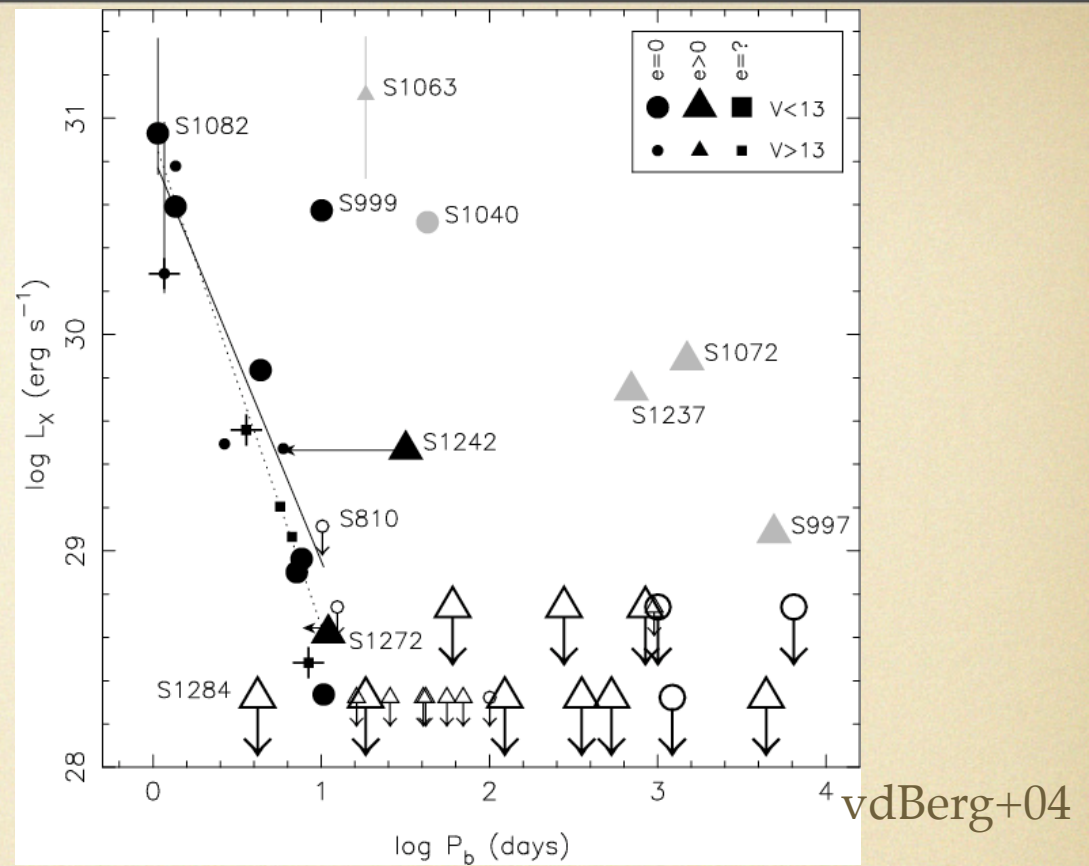 e=0
e>0
e=?
V<13
V>13
S1063
S1082
S999
S1040
S1072
S1237
S1242
S810
S997
S1272
S1284
31
30
29
28
log L_X (erg s^−1)
0
1
2
3
4
log P_b (days)
vdBerg+04